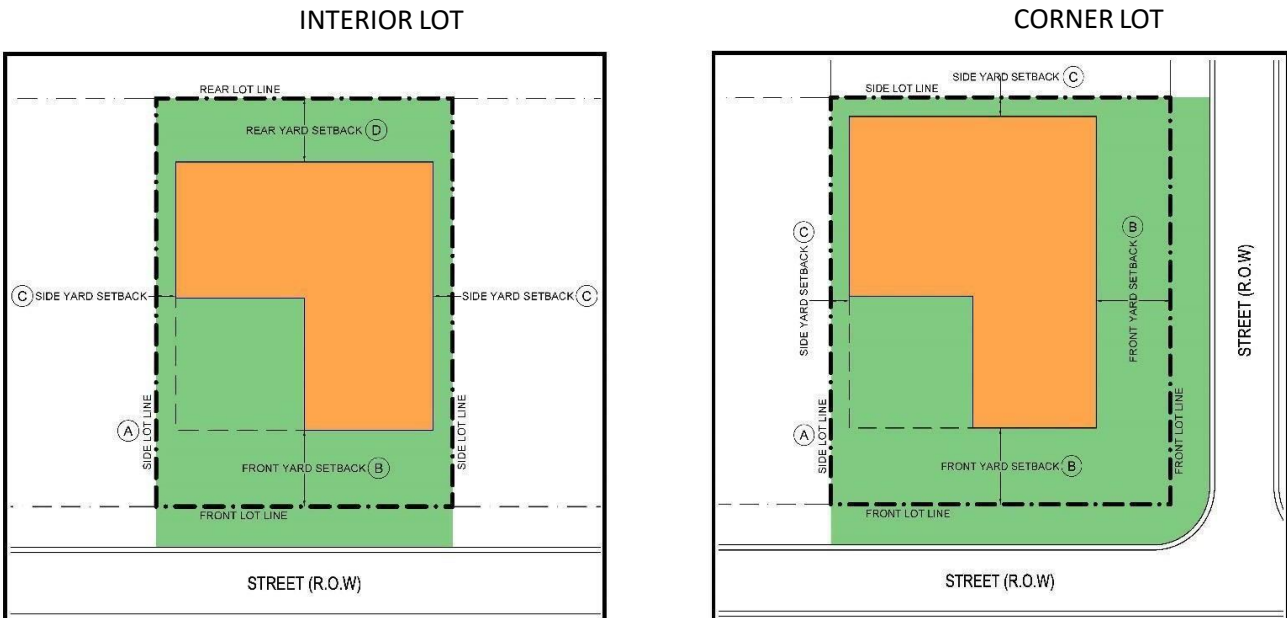 INTERIOR LOT
REAR LOT LINE
REAR YARD SETBACK D
C SIDE YARD SETBACK
SIDE YARD SETBACK C
A
SIDE LOT LINE
SIDE LOT LINE
FRONT YARD SETBACK B
FRONT LOT LINE
STREET (R.O.W)
CORNER LOT
SIDE YARD SETBACK C
SIDE LOT LINE
SIDE YARD SETBACK C
FRONT YARD SETBACK B
STREET (R.O.W)
A
SIDE LOT LINE
FRONT LOT LINE
FRONT YARD SETBACK B
FRONT LOT LINE
STREET (R.O.W)